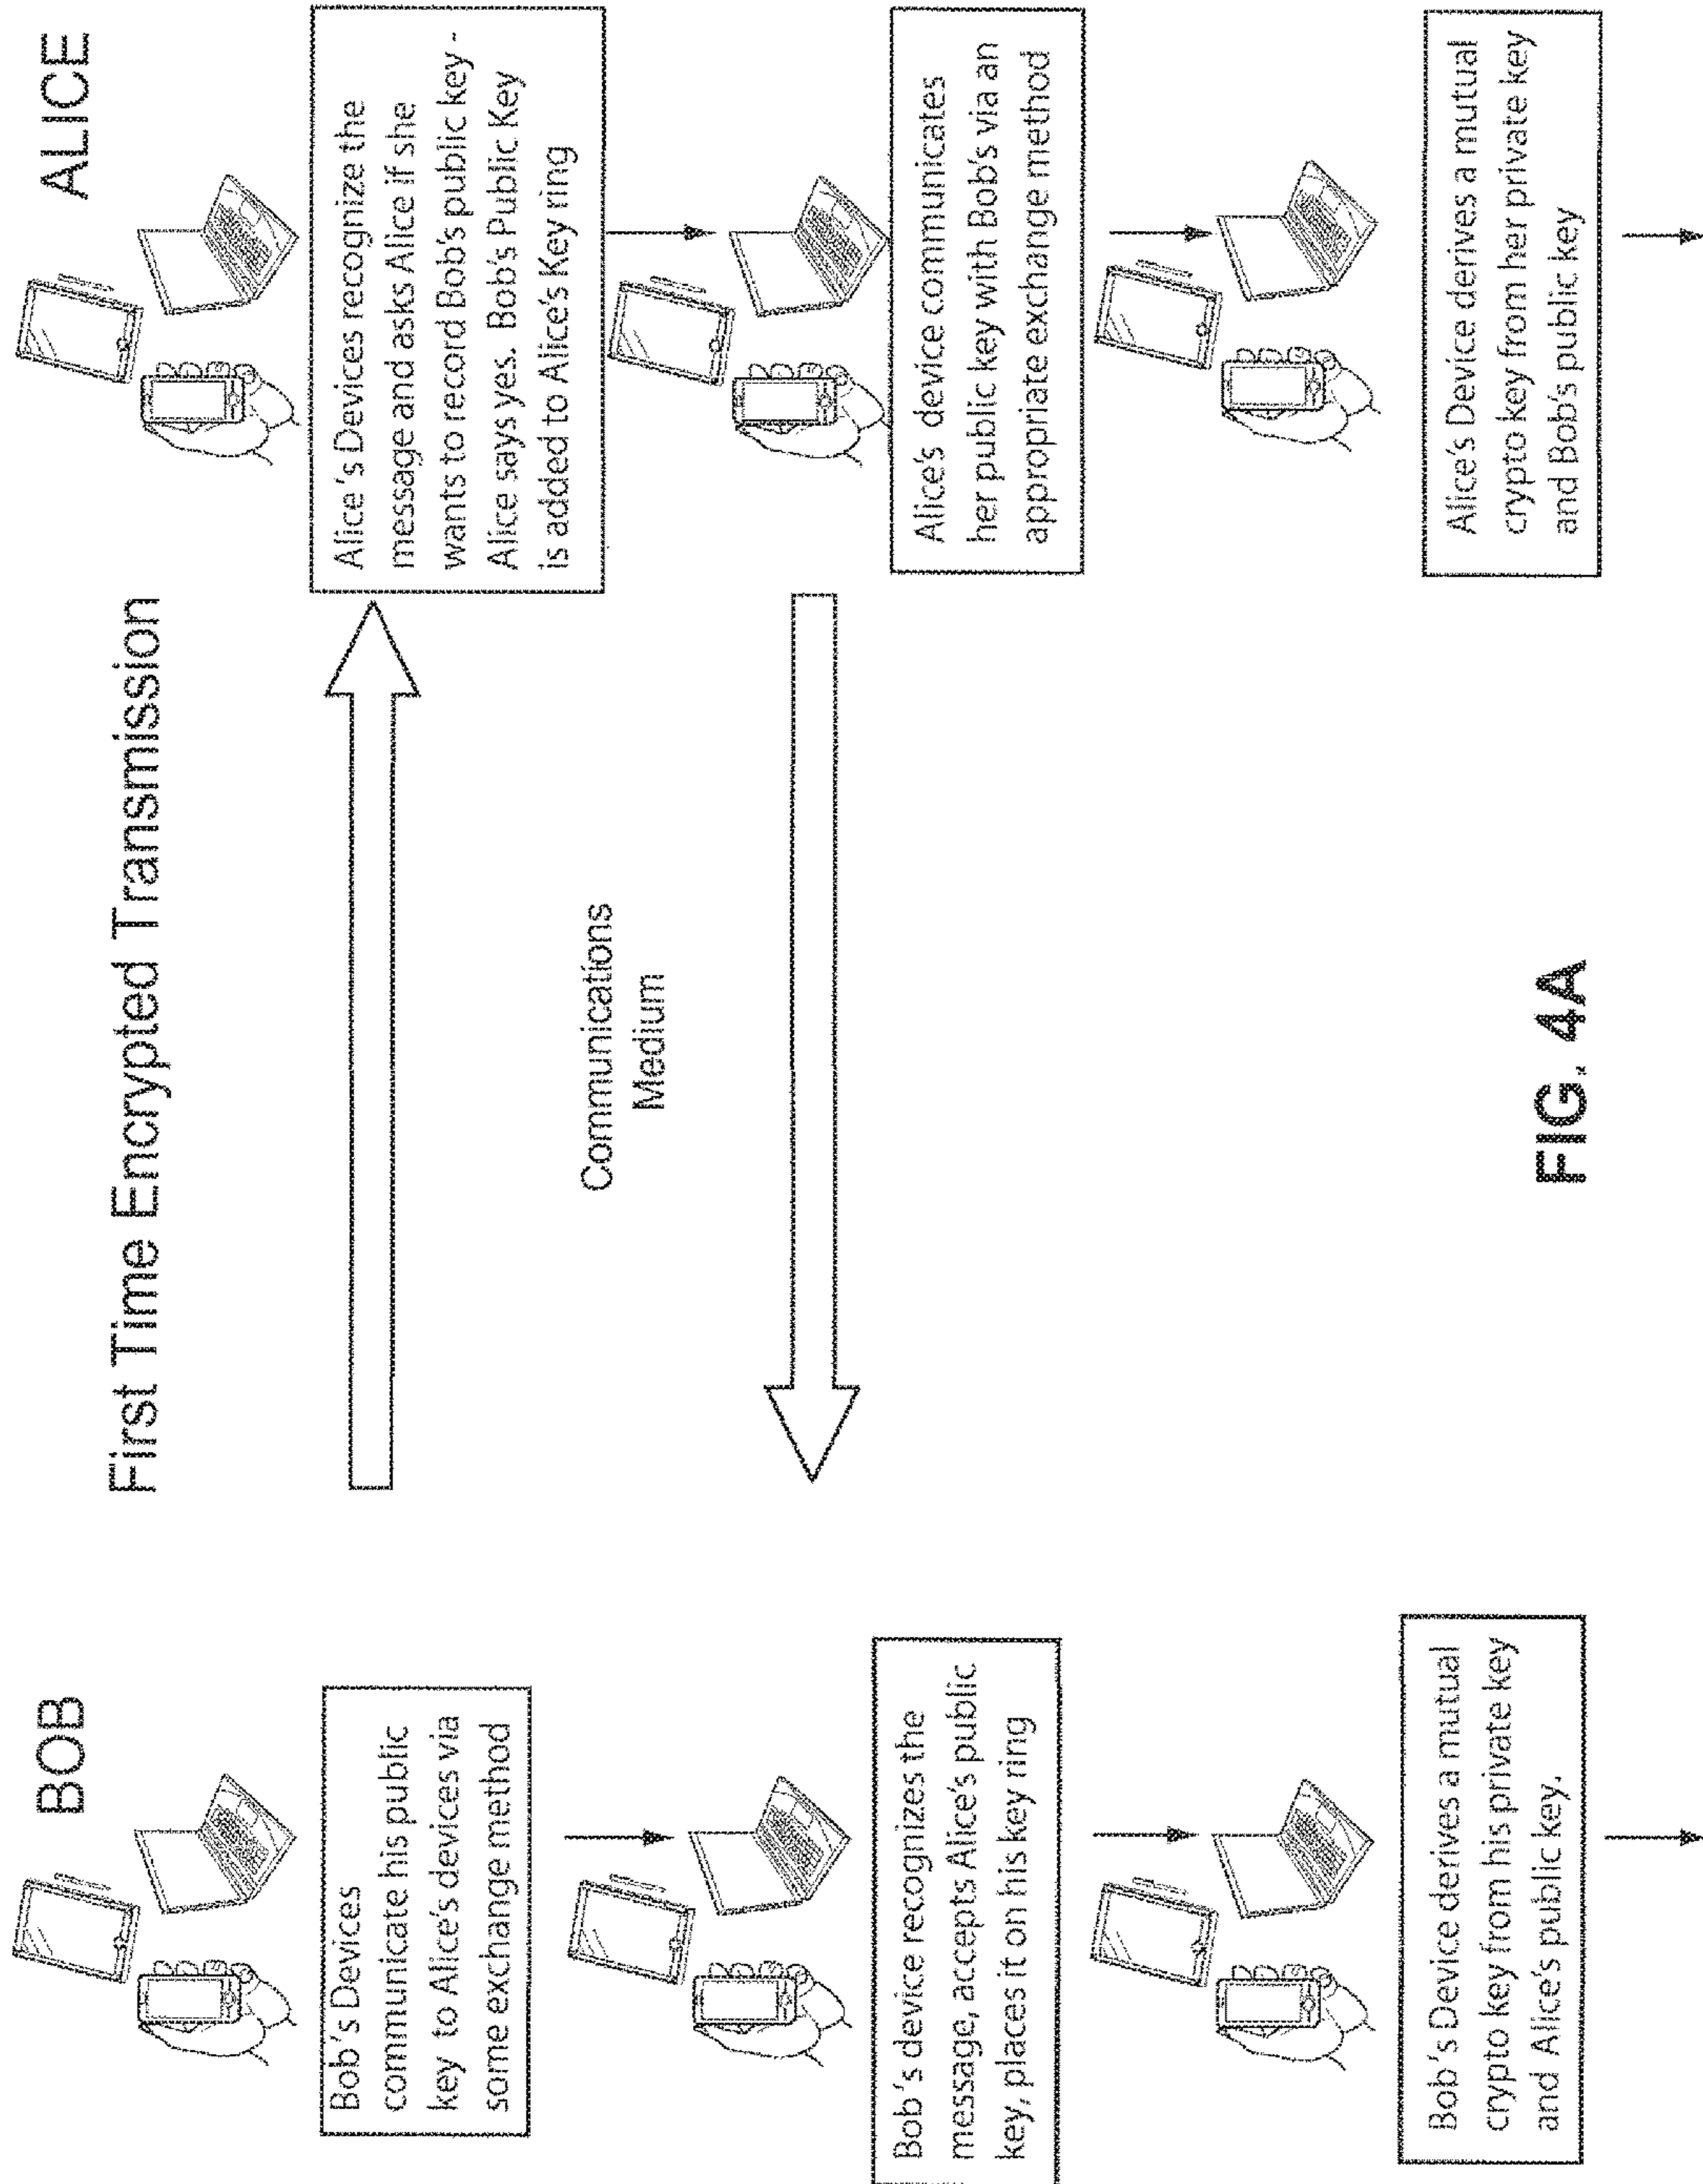 First Time Encrypted Transmission
BOB
ALICE
Bob's Devices
communicate his public
key to Alice's devices via
some exchange method
Alice's Devices recognize the
message and asks Alice if she
wants to record Bob's public key -
Alice says yes. Bob's Public Key
is added to Alice's Key ring
Communications
Medium
Bob's device recognizes the
message, accepts Alice's public
key, places it on his key ring
Alice's device communicates
her public key with Bob's via an
appropriate exchange method
Bob's Device derives a mutual
crypto key from his private key
and Alice's public key.
Alice's Device derives a mutual
crypto key from her private key
and Bob's public key
FIG. 4A